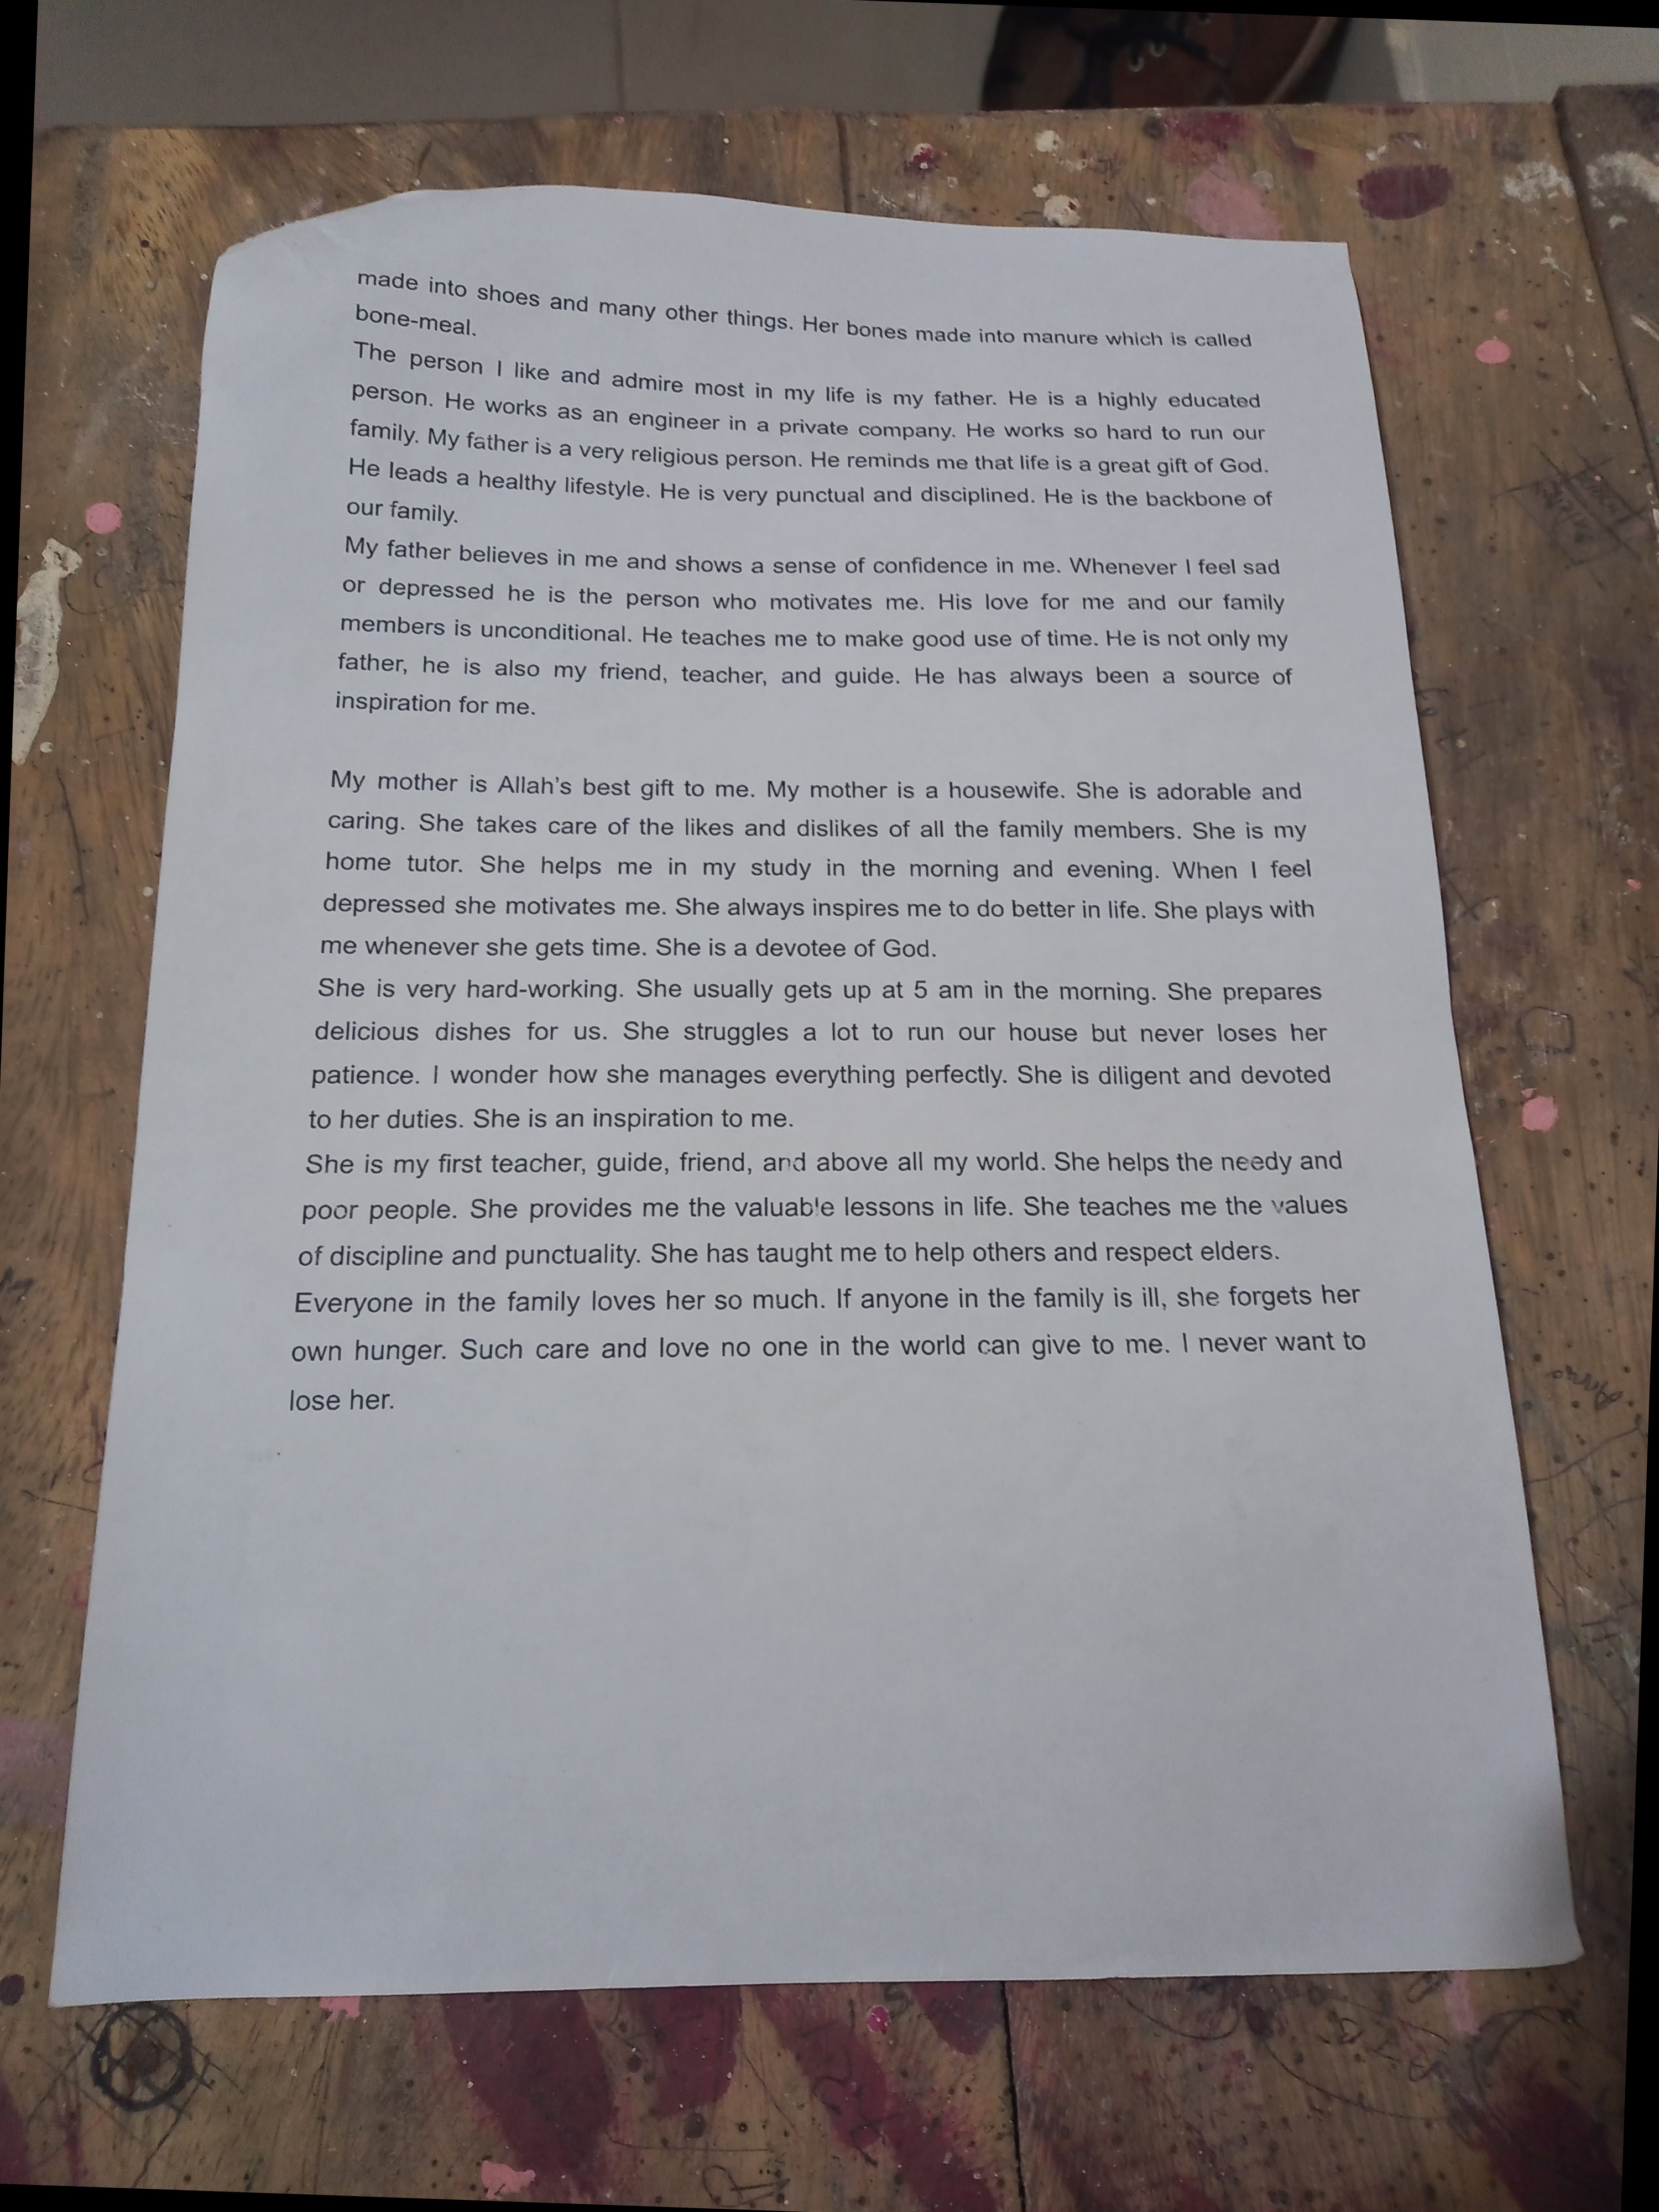 made into shoes and many other things. Her bones made into manure which is called
bone-meal.
The person I like and admire most in my life is my father. He is a highly educated
person. He works as an engineer in a private company. He works so hard to run our
family. My father is a very religious person. He reminds me that life is a great gift of God.
He leads a healthy lifestyle. He is very punctual and disciplined. He is the backbone of
our family.
My father believes in me and shows a sense of confidence in me. Whenever I feel sad
or depressed he is the person who motivates me. His love for me and our family
members is unconditional. He teaches me to make good use of time. He is not only my
father, he is also my friend, teacher, and guide. He has always been a source of
inspiration for me.
My mother is Allah's best gift to me. My mother is a housewife. She is adorable and
caring. She takes care of the likes and dislikes of all the family members. She is my
home tutor. She helps me in my study in the morning and evening. When I feel
depressed she motivates me. She always inspires me to do better in life. She plays with
me whenever she gets time. She is a devotee of God.
She is very hard-working. She usually gets up at 5 am in the morning. She prepares
delicious dishes for us. She struggles a lot to run our house but never loses her
patience. I wonder how she manages everything perfectly. She is diligent and devoted
to her duties. She is an inspiration to me.
She is my first teacher, guide, friend, and above all my world. She helps the needy and
poor people. She provides me the valuable lessons in life. She teaches me the values
of discipline and punctuality. She has taught me to help others and respect elders.
Everyone in the family loves her so much. If anyone in the family is ill, she forgets her
own hunger. Such care and love no one in the world can give to me. I never want to
lose her.